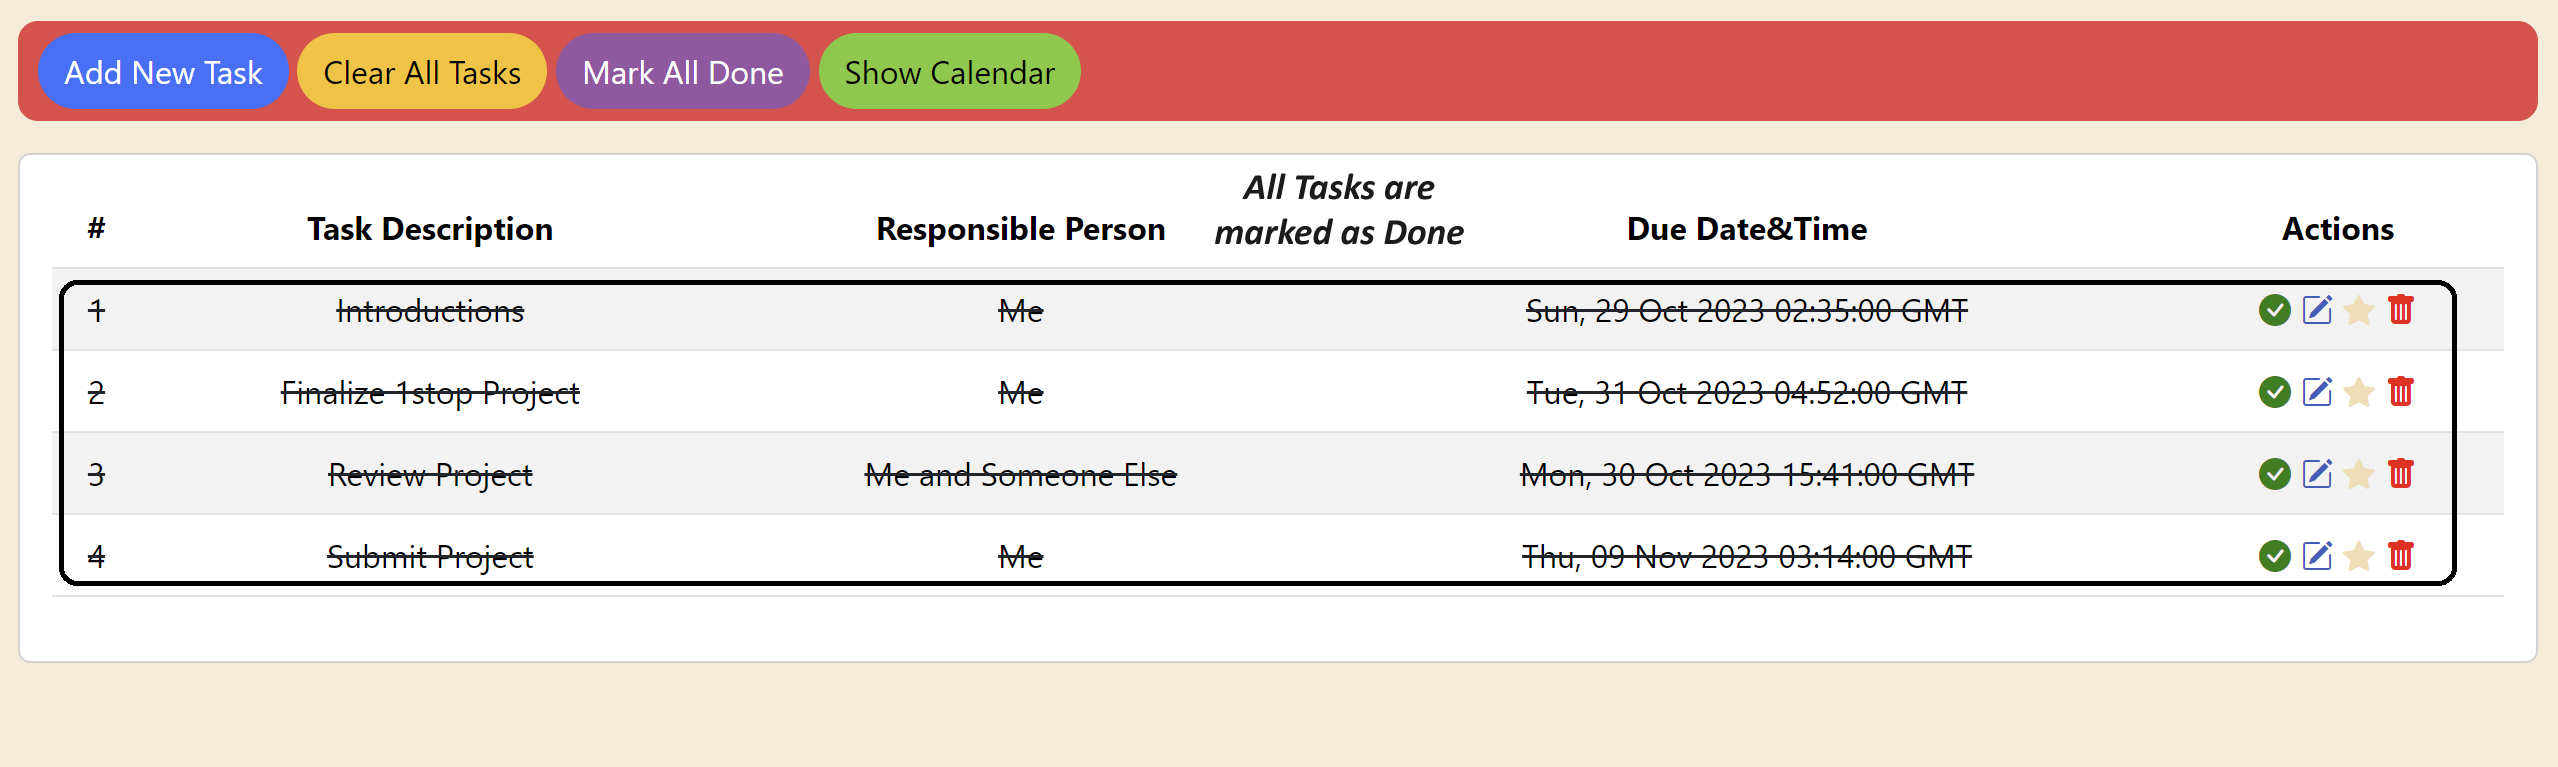 Add New Task Clear All Tasks Mark All Done Show Calendar
All Tasks are
marked as Done
# Task Description Responsible Person Due Date&Time Actions
1 Introductions Me Sun, 29 Oct 2023 02:35:00 GMT
2 Finalize 1stop Project Me Tue, 31 Oct 2023 04:52:00 GMT
3 Review Project Me and Someone Else Mon, 30 Oct 2023 15:41:00 GMT
4 Submit Project Me Thu, 09 Nov 2023 03:14:00 GMT